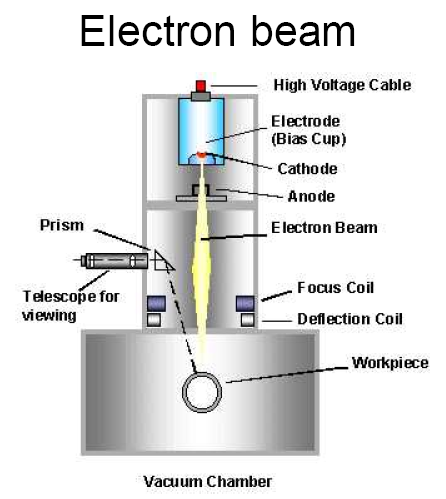 Electron beam
High Voltage Cable
Electrode
(Bias Cup)
Cathode
Anode
Prism
Electron Beam
Telescope for
viewing
Focus Coil
Deflection Coil
Workpiece
Vacuum Chamber